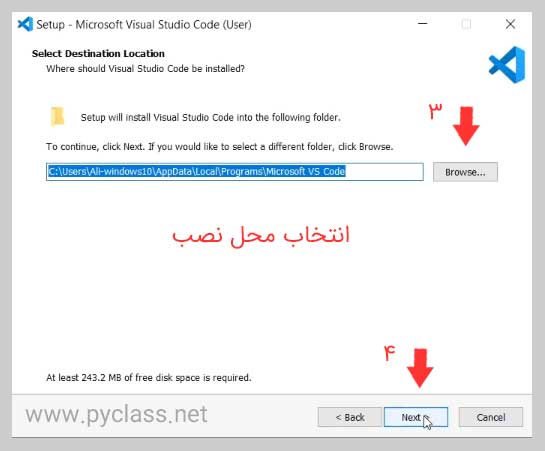 Setup - Microsoft Visual Studio Code (User)
Select Destination Location
Where should Visual Studio Code be installed?
Setup will install Visual Studio Code into the following folder.
۳
To continue, click Next. If you would like to select a different folder, click Browse.
C:\Users\Ali-windows10\AppData\Local\Programs\Microsoft VS Code
Browse...
انتخاب محل نصب
۴
At least 243.2 MB of free disk space is required.
www.pyclass.net
< Back
Next >
Cancel